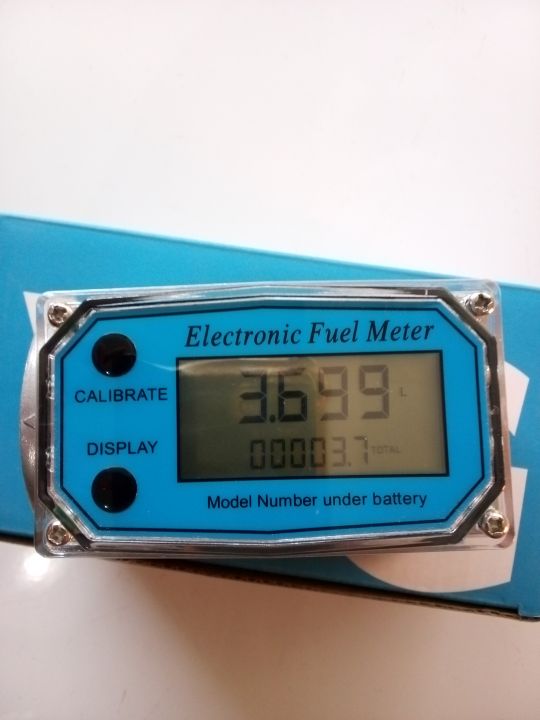 Electronic Fuel Meter
CALIBRATE
3.699 L
DISPLAY
00003.7 TOTAL
Model Number under battery